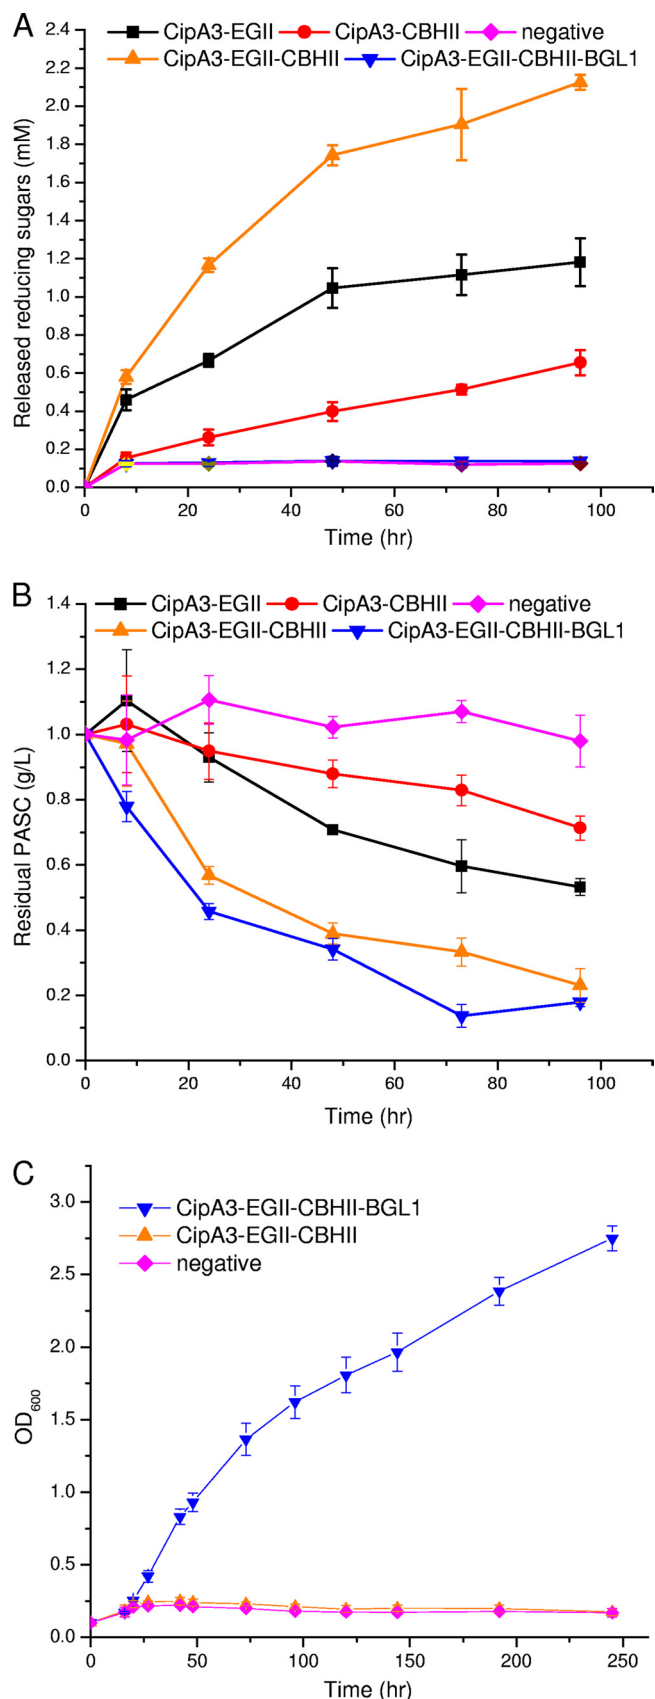 A
CipA3-EGII CipA3-CBHII negative
CipA3-EGII-CBHII CipA3-EGII-CBHII-BGL1
Released reducing sugars (mM)
2.4
2.2
2.0
1.8
1.6
1.4
1.2
1.0
0.8
0.6
0.4
0.2
0.0
0 20 40 60 80 100
Time (hr)
B
CipA3-EGII CipA3-CBHII negative
CipA3-EGII-CBHII CipA3-EGII-CBHII-BGL1
Residual PASC (g/L)
1.4
1.2
1.0
0.8
0.6
0.4
0.2
0.0
0 20 40 60 80 100
Time (hr)
C
CipA3-EGII-CBHII-BGL1
CipA3-EGII-CBHII
negative
OD600
3.0
2.5
2.0
1.5
1.0
0.5
0.0
0 50 100 150 200 250
Time (hr)